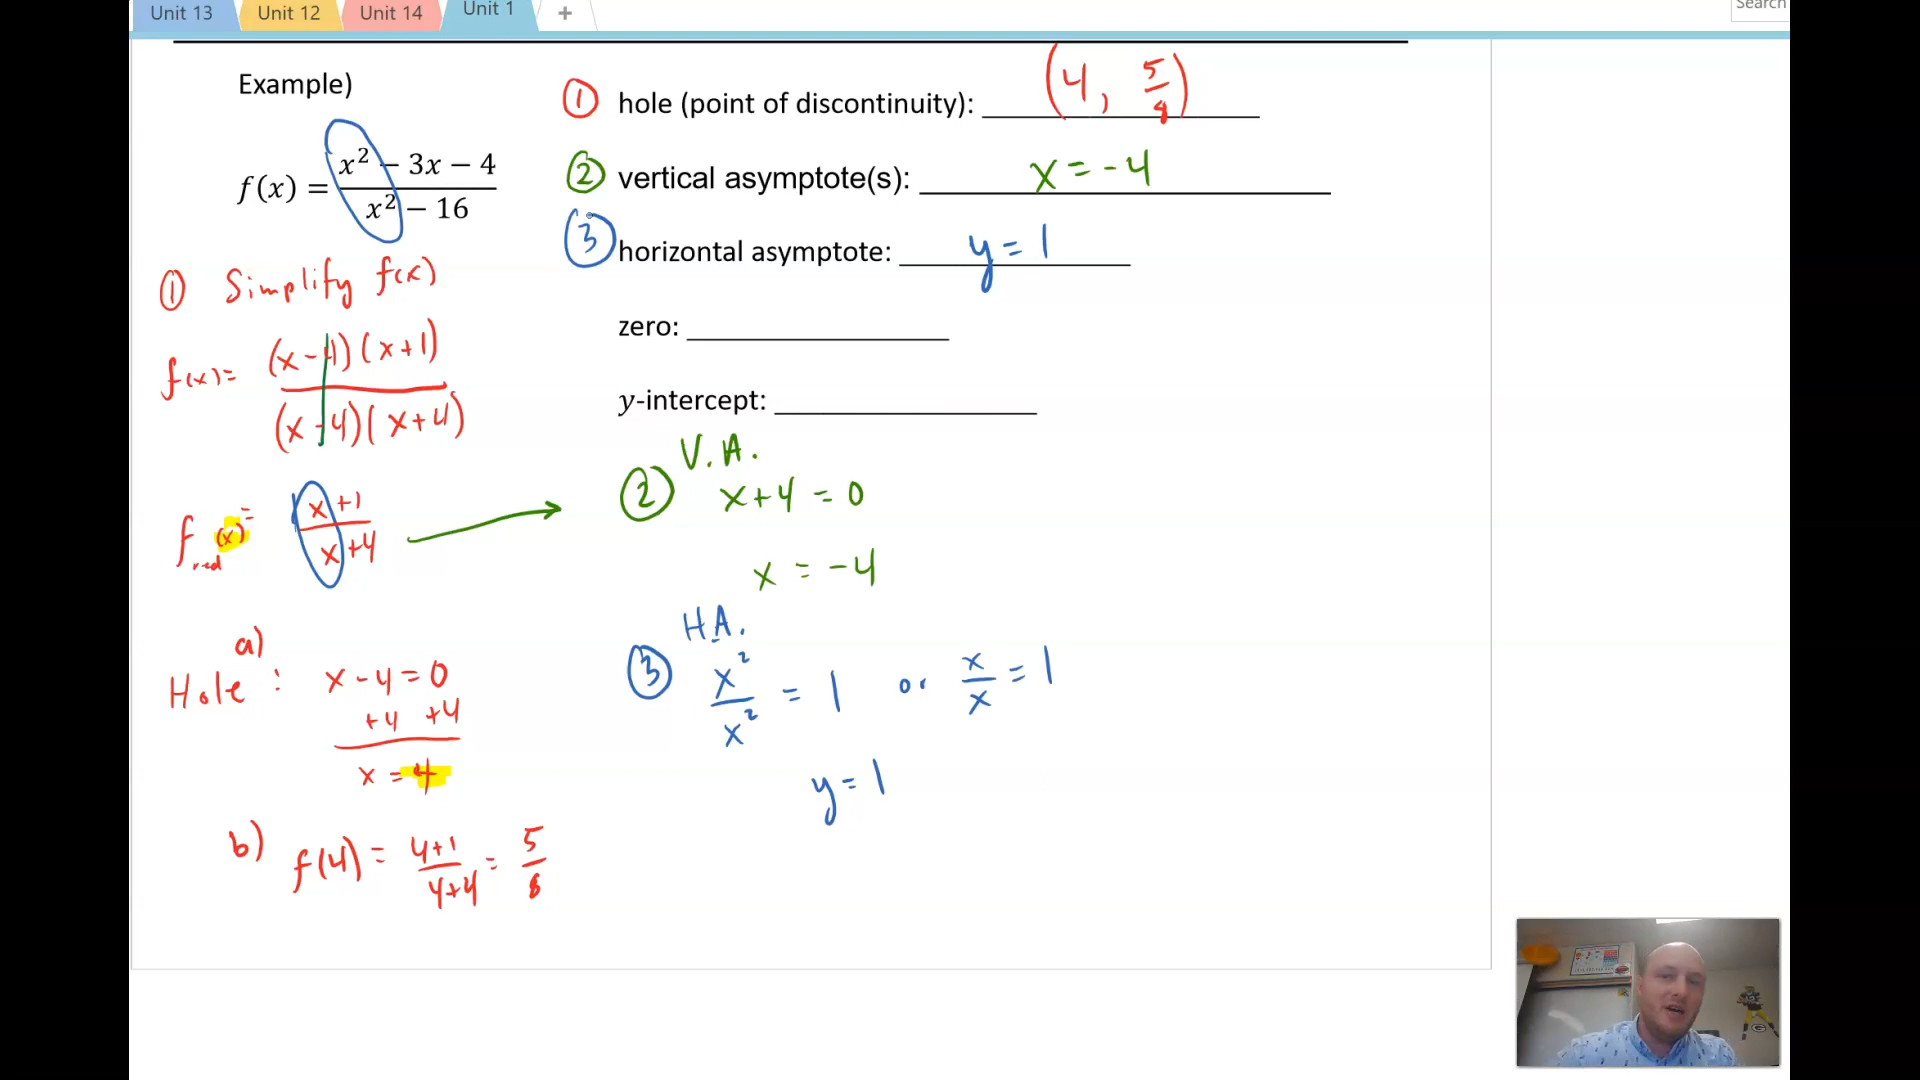 Unit 13 Unit 12 Unit 14 Unit 1 +
Search
Example)
f(x) = (x² − 3x − 4)/(x² − 16)
① hole (point of discontinuity): (4, 5/8)
② vertical asymptote(s): x = -4
③ horizontal asymptote: y = 1
zero: ____________
y-intercept: ____________
① Simplify f(x)
f(x) = (x-4)(x+1)
(x-4)(x+4)
f red (x) = x+1
x+4
a)
Hole: x-4=0
+4 +4
x = 4
b) f(4) = 4+1/4+4 = 5/8
V.A.
② x+4 = 0
x = -4
H.A.
③ x²/x² = 1 or x/x = 1
y = 1